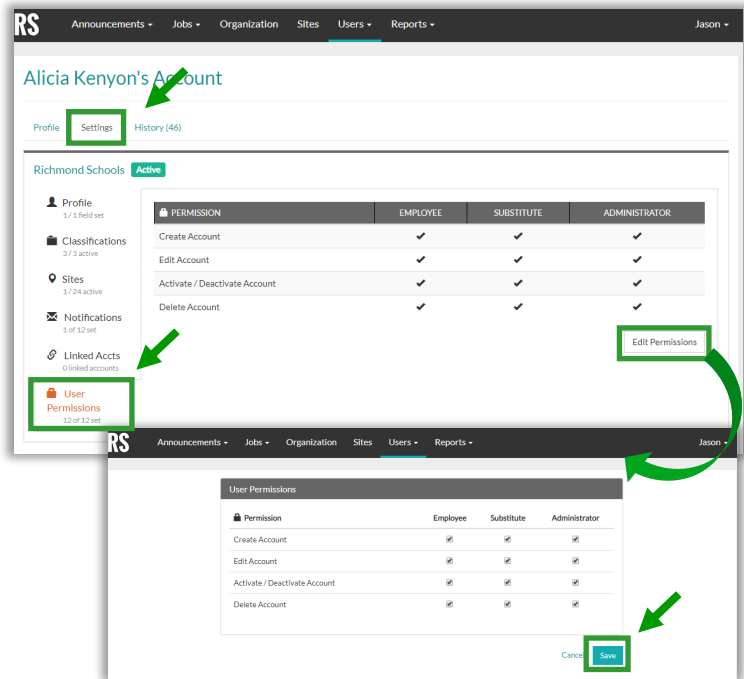 RS Announcements Jobs Organization Sites Users Reports Jason
Alicia Kenyon's Account
Profile Settings History (46)
Richmond Schools Active
Profile
1 / 1 field set
Classifications
3 / 3 active
Sites
1 / 24 active
Notifications
1 of 12 set
Linked Accts
0 linked accounts
User
Permissions
12 of 12 set
PERMISSION EMPLOYEE SUBSTITUTE ADMINISTRATOR
Create Account
Edit Account
Activate / Deactivate Account
Delete Account
Edit Permissions
RS Announcements Jobs Organization Sites Users Reports Jason
User Permissions
Permission Employee Substitute Administrator
Create Account
Edit Account
Activate / Deactivate Account
Delete Account
Cance Save